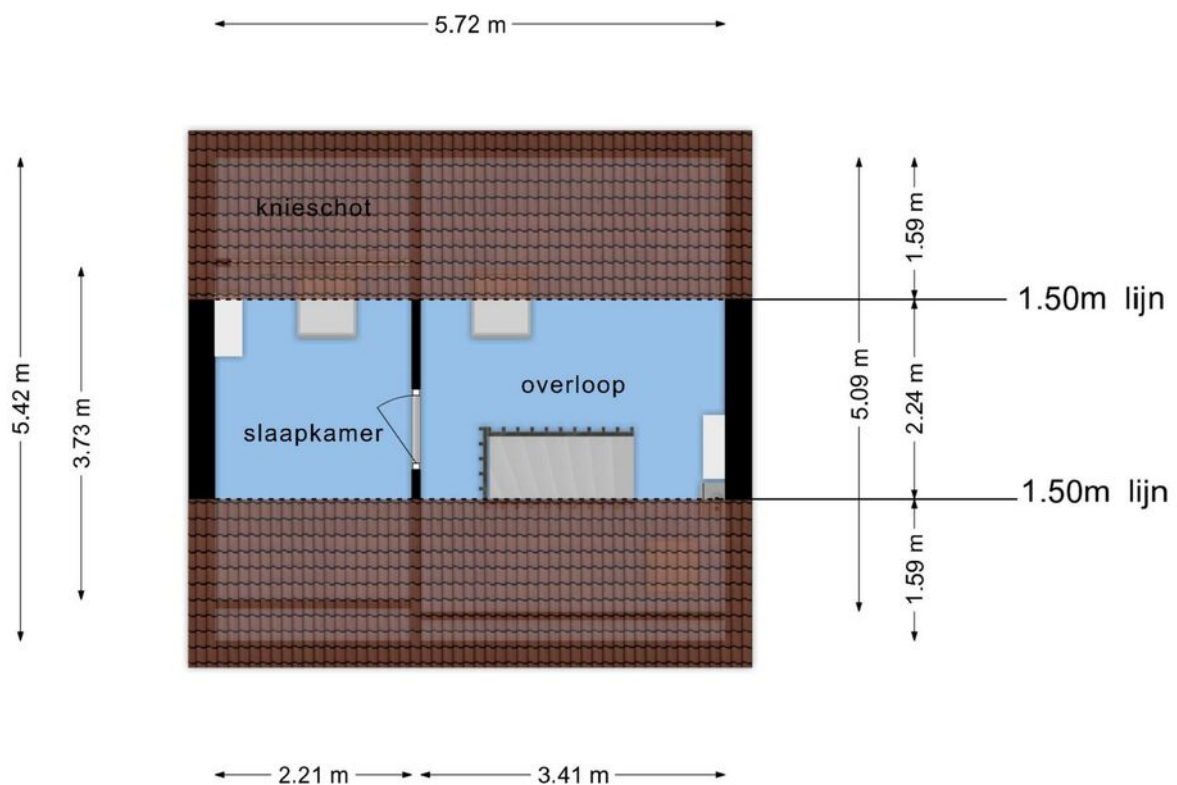 5.72 m
knieschot
1.59 m
1.50m lijn
5.42 m
3.73 m
overloop
slaapkamer
5.09 m
2.24 m
1.50m lijn
1.59 m
2.21 m
3.41 m